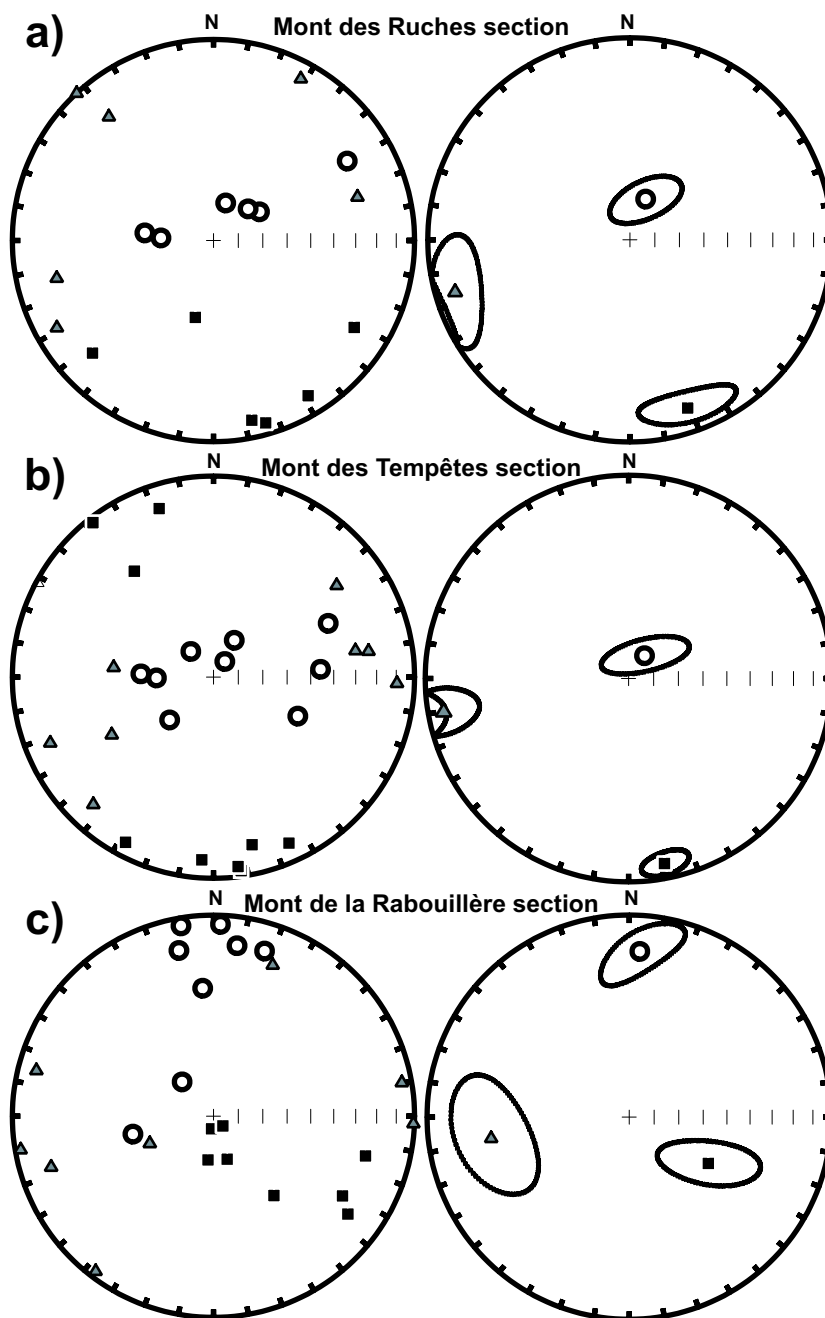 a)
Mont des Ruches section
N
N
b)
Mont des Tempêtes section
N
N
c)
Mont de la Rabouillère section
N
N